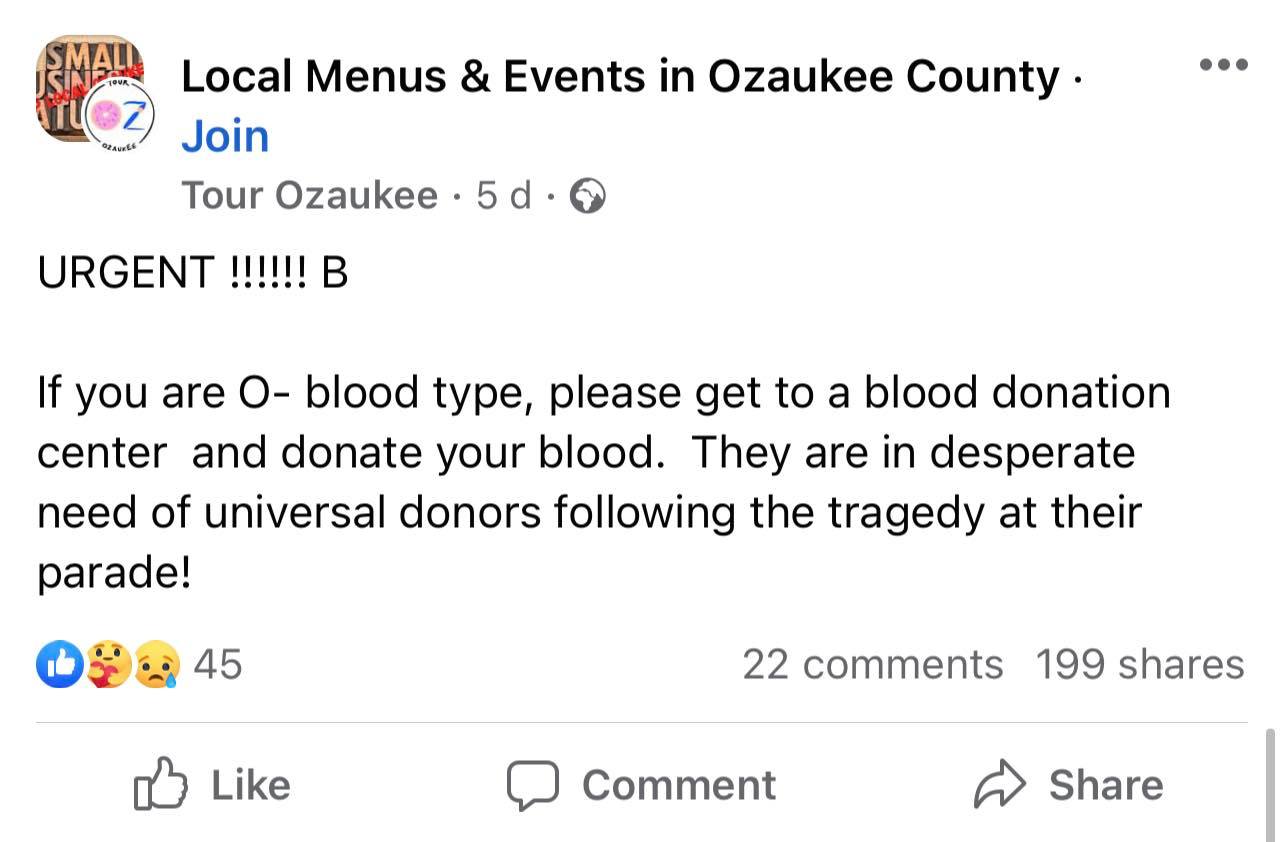 SMALL
TOUR
OZ
OZAUKEE
Local Menus & Events in Ozaukee County ·
Join
Tour Ozaukee · 5 d ·
URGENT !!!!!! B
If you are O- blood type, please get to a blood donation
center  and donate your blood.  They are in desperate
need of universal donors following the tragedy at their
parade!
45 22 comments 199 shares
Like Comment Share